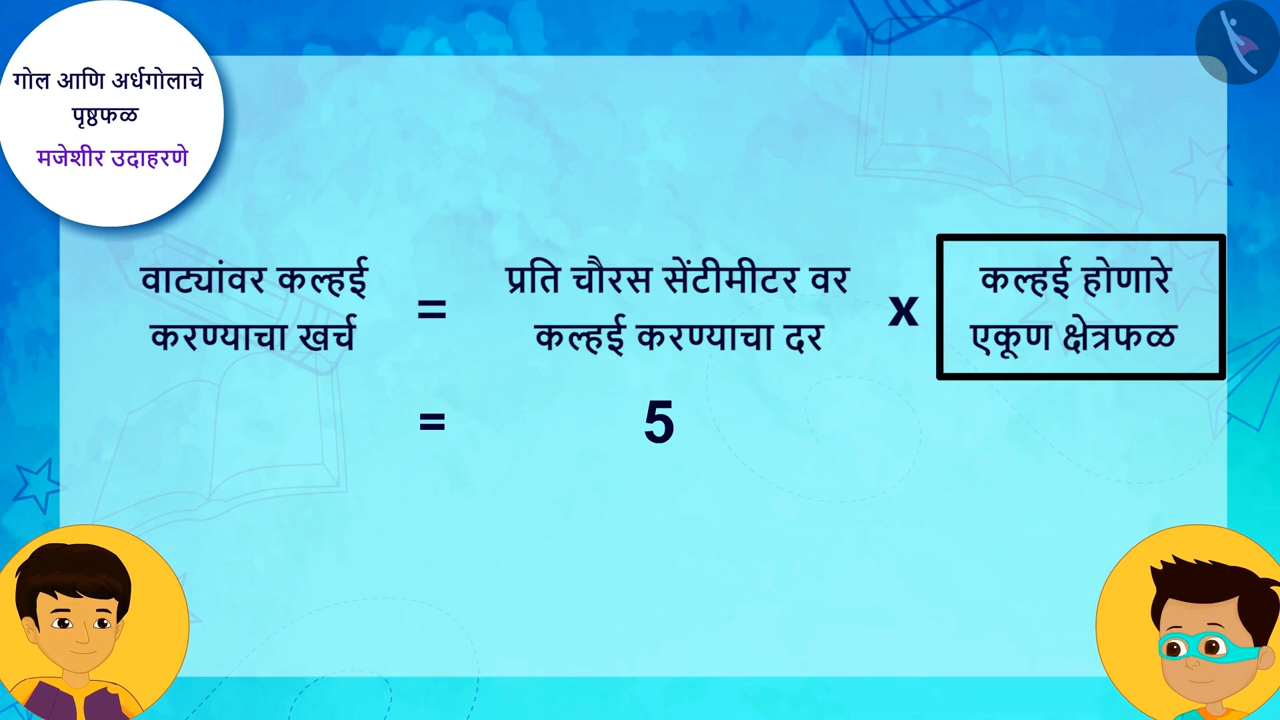 गोल आणि अर्धगोलाचे
पृष्ठफळ
मजेशीर उदाहरणे
वाट्यांवर कल्हई
करण्याचा खर्च
=
प्रति चौरस सेंटीमीटर वर
कल्हई करण्याचा दर
x
कल्हई होणारे
एकूण क्षेत्रफळ
= 5